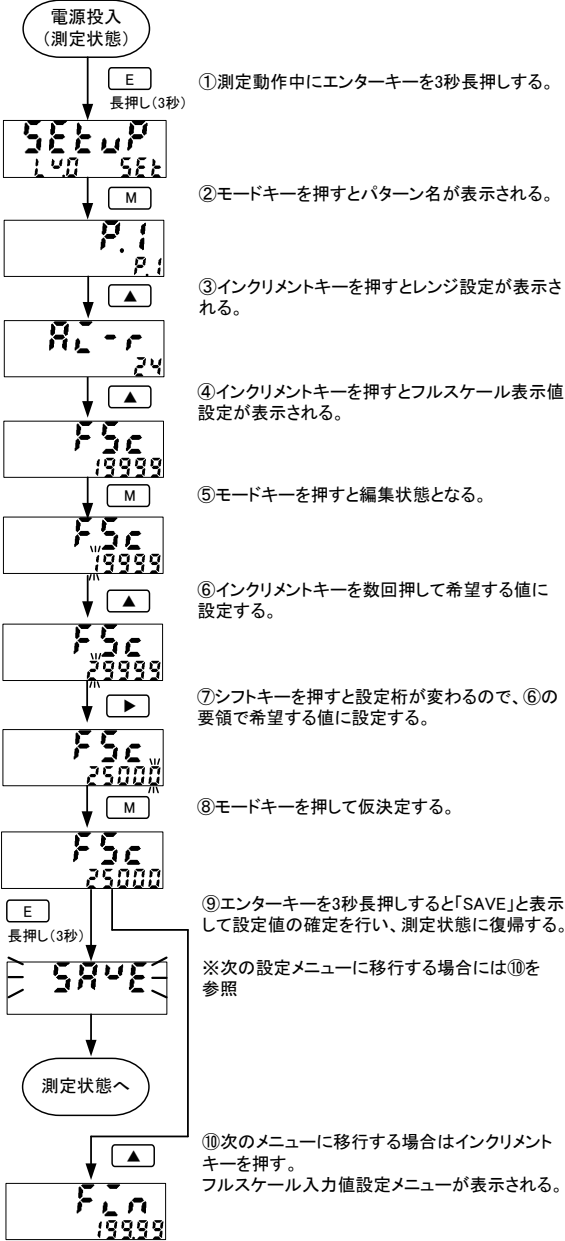 電源投入
（測定状態）
E
長押し（3秒）
①測定動作中にエンターキーを3秒長押しする。
SEtuP
LV.0 SEt
M
②モードキーを押すとパターン名が表示される。
P.1
P.1
▲
③インクリメントキーを押すとレンジ設定が表示さ
れる。
Ai-r
24
▲
④インクリメントキーを押すとフルスケール表示値
設定が表示される。
FSc
19999
M
⑤モードキーを押すと編集状態となる。
FSc
19999
▲
⑥インクリメントキーを数回押して希望する値に
設定する。
FSc
29999
▶
⑦シフトキーを押すと設定桁が変わるので、⑥の
要領で希望する値に設定する。
FSc
25000
M
⑧モードキーを押して仮決定する。
FSc
25000
E
長押し（3秒）
⑨エンターキーを3秒長押しすると「SAVE」と表示
して設定値の確定を行い、測定状態に復帰する。
※次の設定メニューに移行する場合には⑩を
参照
SAVE
測定状態へ
▲
⑩次のメニューに移行する場合はインクリメント
キーを押す。
フルスケール入力値設定メニューが表示される。
Fin
199.99